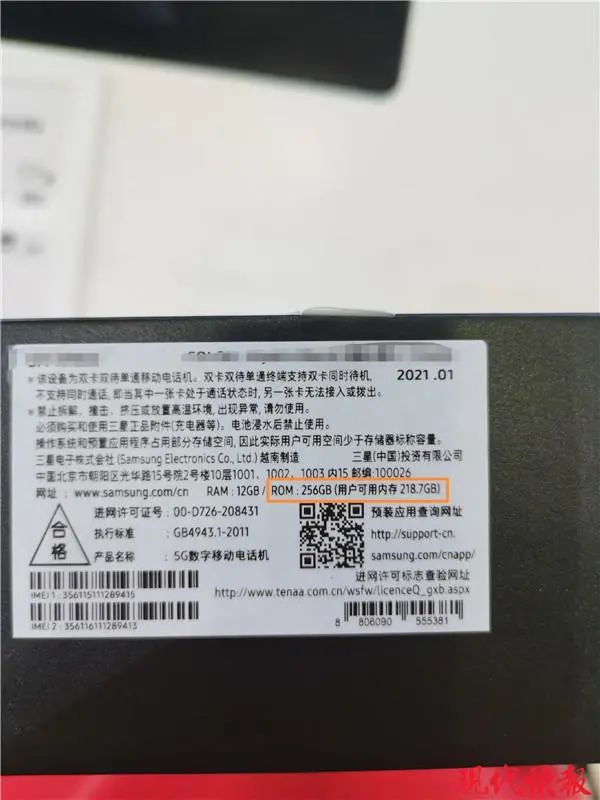 ※ 该设备为双卡双待单通移动电话机。双卡双待单通终端支持双卡同时待机,
2021.01
不支持同时通话, 即当其中一张卡处于通话状态时, 另一张卡无法接入或拨出。
※禁止拆解、撞击、挤压或放置高温环境, 出现异常, 请勿使用。
必须购买和使用三星正品附件(充电器等)。电池浸水后禁止使用。
操作系统和预置应用程序占用部分存储空间, 因此实际用户可用空间少于存储器标称容量。
三星电子株式会社 (Samsung Electronics Co., Ltd.) 越南制造 三星(中国)投资有限公司
中国北京市朝阳区光华路15号院2号楼10层1001、1002、1003 内15 邮编:100026
网址 : www.samsung.com/cn RAM : 12GB / ROM : 256GB (用户可用内存 218.7GB)
合格
进网许可证号 : 00-D726-208431
执行标准 : GB4943.1-2011
产品名称 : 5G数字移动电话机
预装应用查询网址
http://support-cn.
samsung.com/cnapp/
进网许可标志查验网址
http://www.tenaa.com.cn/wsfw/licenceQ_gxb.aspx
IMEI 1 : 356115111289415
IMEI 2 : 356116111289413
8 806090 555381
现代快报